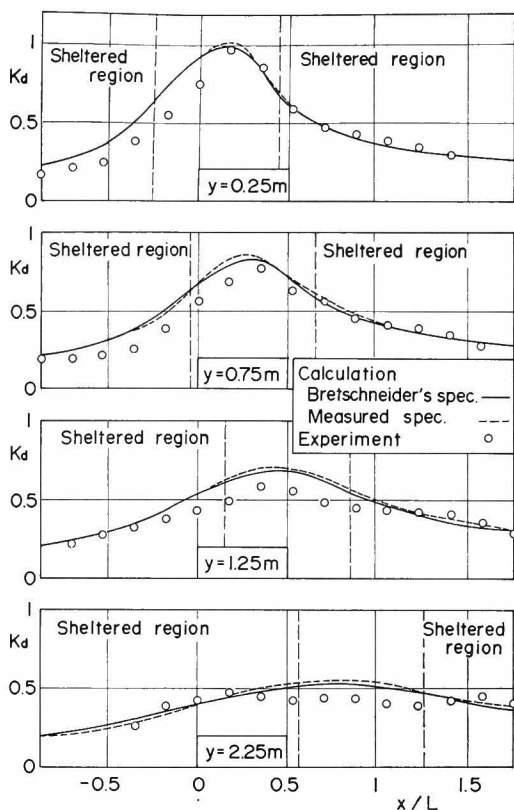 1
Sheltered region
Sheltered region
Kd
0.5
0
y=0.25m
1
Sheltered region
Sheltered region
Kd
0.5
0
y=0.75m
Calculation
Bretschneider's spec.
Measured spec.
Experiment
1
Sheltered region
Kd
0.5
0
y=1.25m
1
Sheltered region
Sheltered region
Kd
0.5
0
y=2.25m
-0.5
0
0.5
1
1.5
x/L